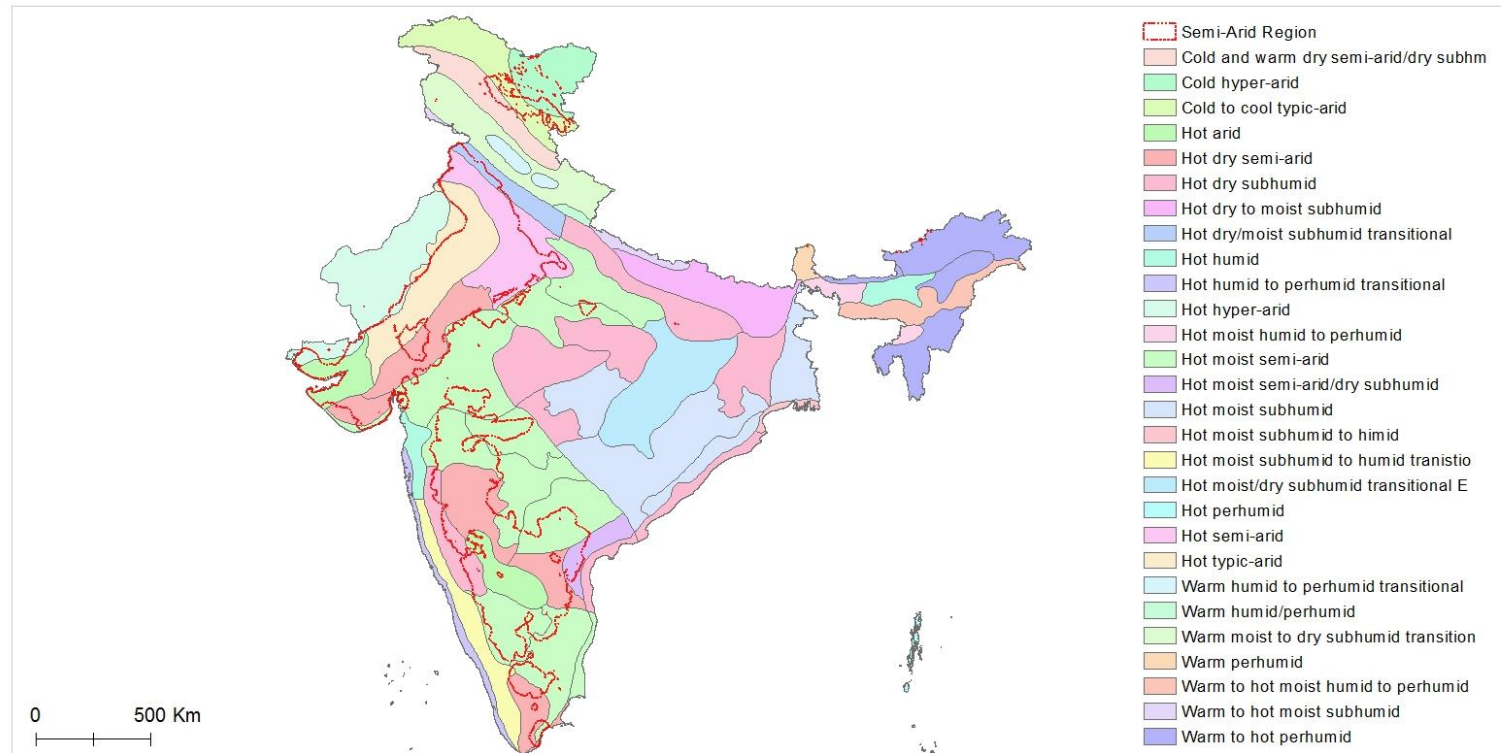 Semi-Arid Region
Cold and warm dry semi-arid/dry subhm
Cold hyper-arid
Cold to cool typic-arid
Hot arid
Hot dry semi-arid
Hot dry subhumid
Hot dry to moist subhumid
Hot dry/moist subhumid transitional
Hot humid
Hot humid to perhumid transitional
Hot hyper-arid
Hot moist humid to perhumid
Hot moist semi-arid
Hot moist semi-arid/dry subhumid
Hot moist subhumid
Hot moist subhumid to himid
Hot moist subhumid to humid tranistio
Hot moist/dry subhumid transitional E
Hot perhumid
Hot semi-arid
Hot typic-arid
Warm humid to perhumid transitional
Warm humid/perhumid
Warm moist to dry subhumid transition
Warm perhumid
Warm to hot moist humid to perhumid
Warm to hot moist subhumid
Warm to hot perhumid
0 500 Km